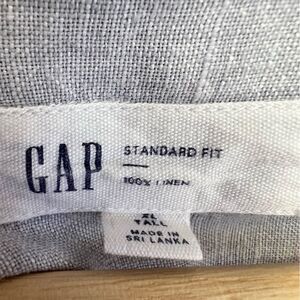 GAP
STANDARD FIT
100% LINEN
XL
TALL
MADE IN
SRI LANKA